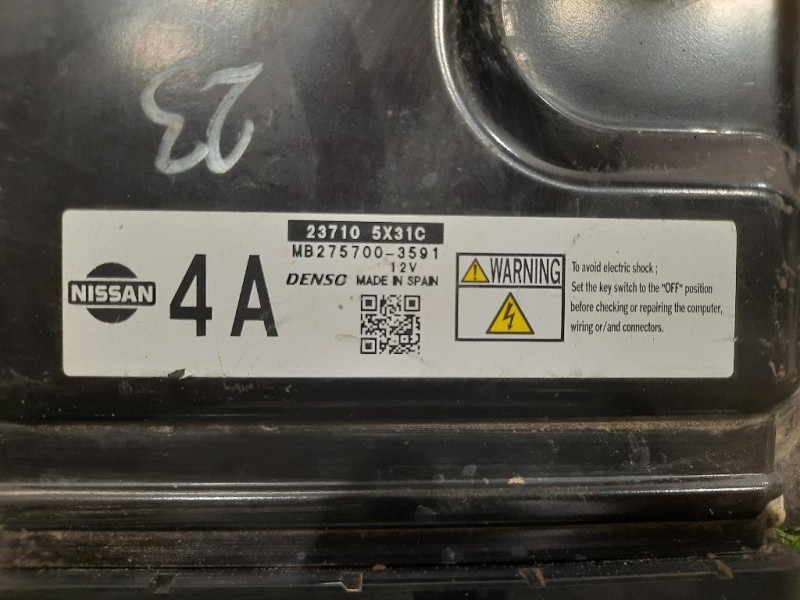 23
NISSAN
4A
23710 5X31C
MB275700-3591
12V
DENSO MADE IN SPAIN
WARNING
To avoid electric shock ;
Set the key switch to the "OFF" position
before checking or repairing the computer,
wiring or/and connectors.